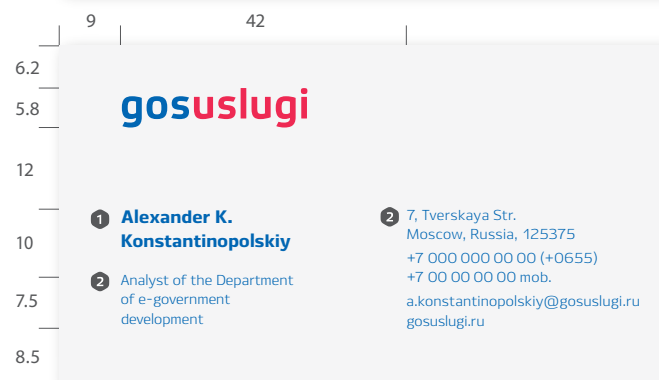 9 42
6.2
5.8
12
10
7.5
8.5
gosuslugi
1 Alexander K.
Konstantinopolskiy
2 Analyst of the Department
of e-government
development
2 7, Tverskaya Str.
Moscow, Russia, 125375
+7 000 000 00 00 (+0655)
+7 00 00 00 00 mob.
a.konstantinopolskiy@gosuslugi.ru
gosuslugi.ru